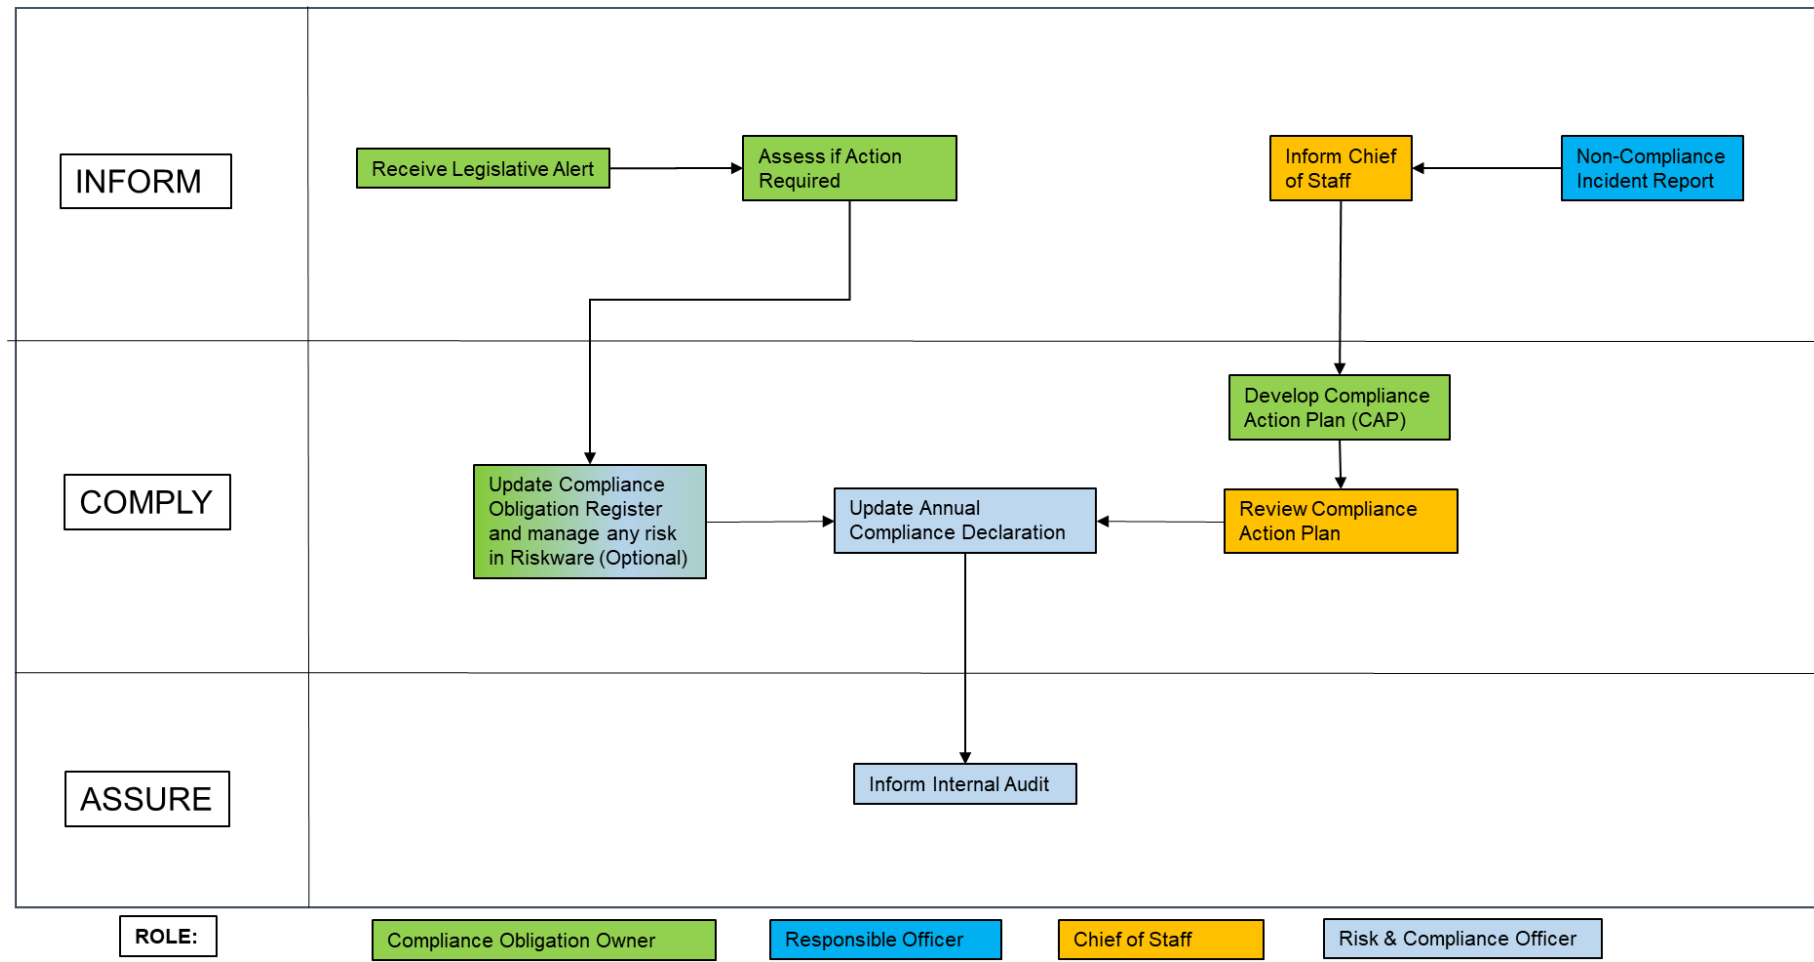 INFORM
Receive Legislative Alert
Assess if Action
Required
Inform Chief
of Staff
Non-Compliance
Incident Report
COMPLY
Develop Compliance
Action Plan (CAP)
Update Compliance
Obligation Register
and manage any risk
in Riskware (Optional)
Update Annual
Compliance Declaration
Review Compliance
Action Plan
ASSURE
Inform Internal Audit
ROLE:
Compliance Obligation Owner
Responsible Officer
Chief of Staff
Risk & Compliance Officer